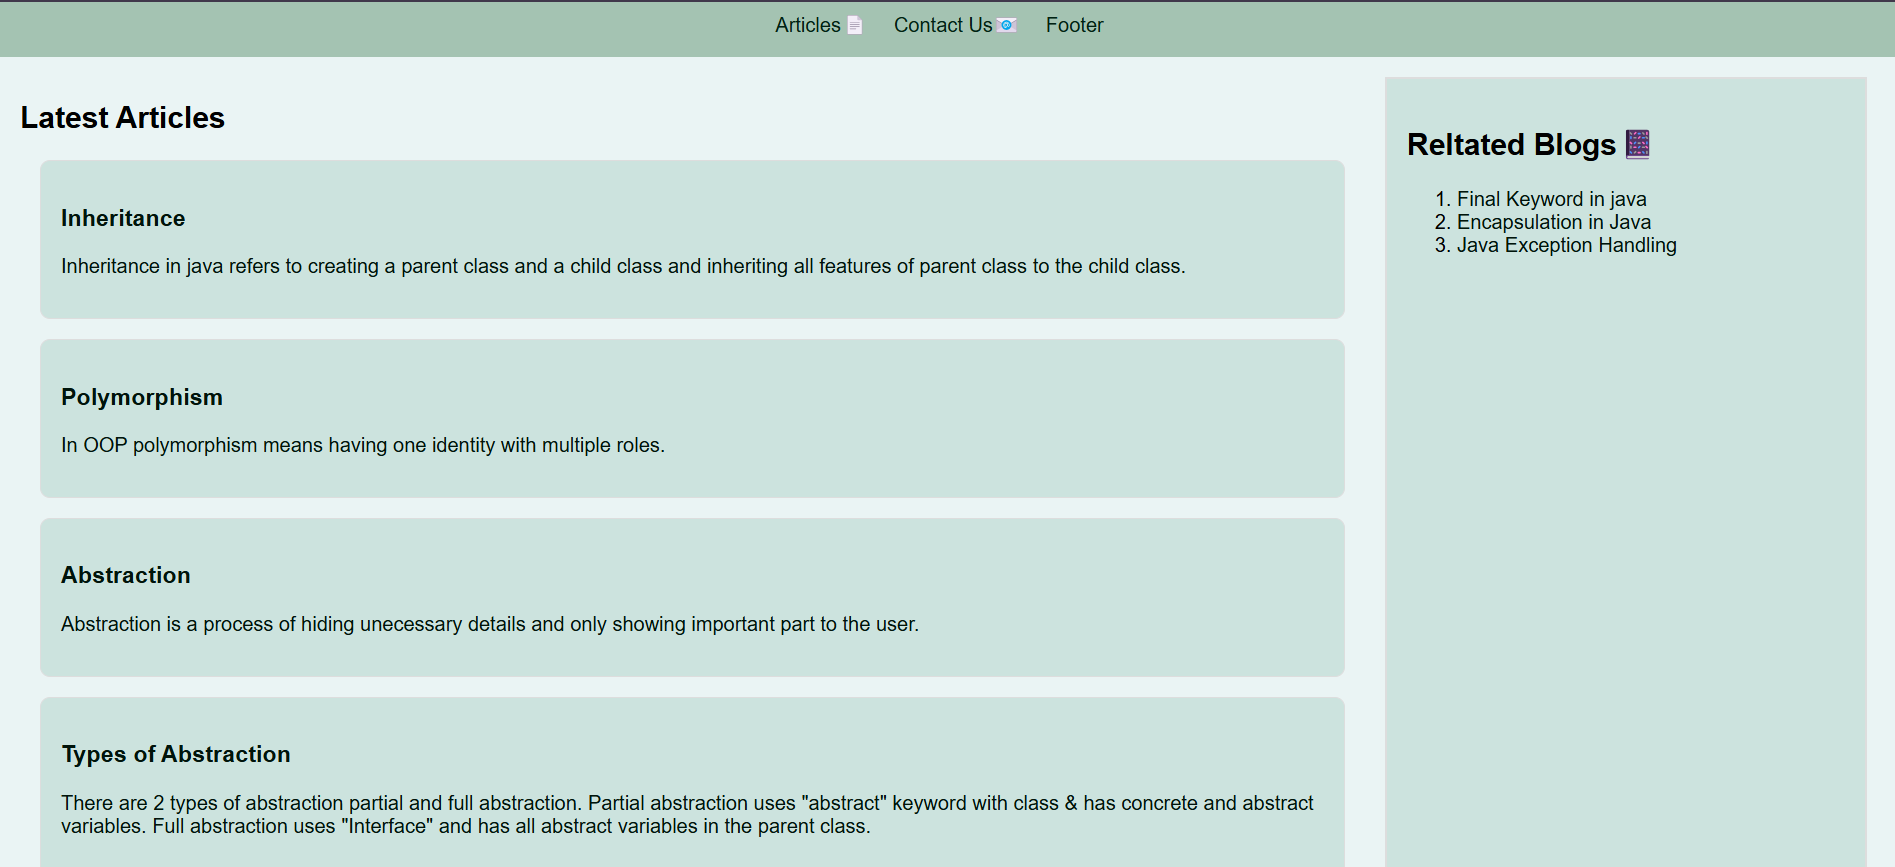 Articles Contact Us Footer
Latest Articles
Inheritance
Inheritance in java refers to creating a parent class and a child class and inheriting all features of parent class to the child class.
Polymorphism
In OOP polymorphism means having one identity with multiple roles.
Abstraction
Abstraction is a process of hiding unecessary details and only showing important part to the user.
Types of Abstraction
There are 2 types of abstraction partial and full abstraction. Partial abstraction uses "abstract" keyword with class & has concrete and abstract
variables. Full abstraction uses "Interface" and has all abstract variables in the parent class.
Reltated Blogs
1. Final Keyword in java
2. Encapsulation in Java
3. Java Exception Handling